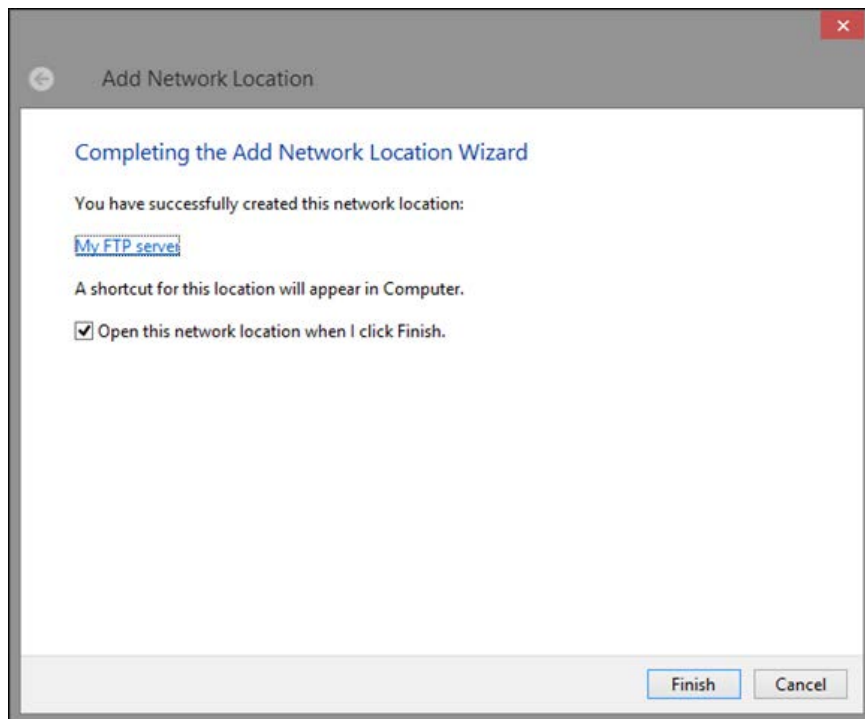 Add Network Location
Completing the Add Network Location Wizard
You have successfully created this network location:
My FTP server
A shortcut for this location will appear in Computer.
Open this network location when I click Finish.
Finish
Cancel